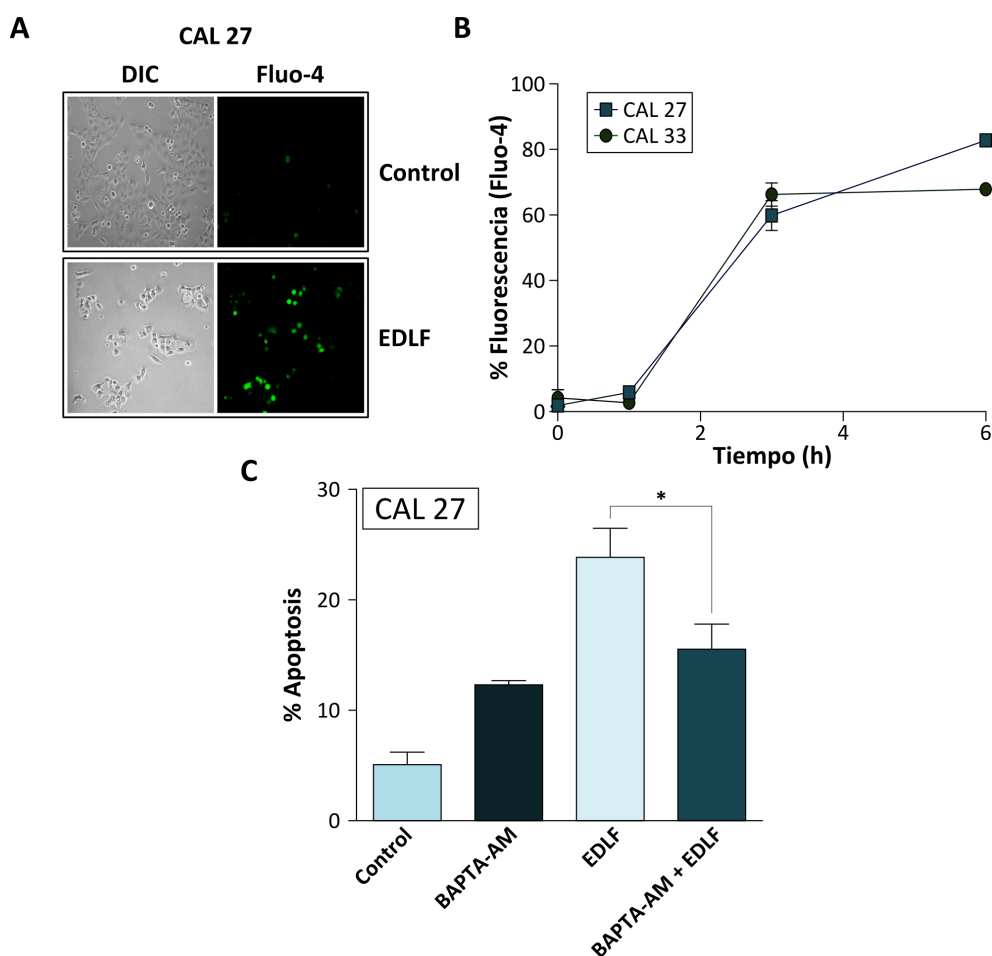 A
CAL 27
DIC Fluo-4
Control
EDLF
B
% Fluorescencia (Fluo-4)
100
80
60
40
20
0
CAL 27
CAL 33
0 2 4 6
Tiempo (h)
C
CAL 27
*
% Apoptosis
30
20
10
0
Control
BAPTA-AM
EDLF
BAPTA-AM + EDLF